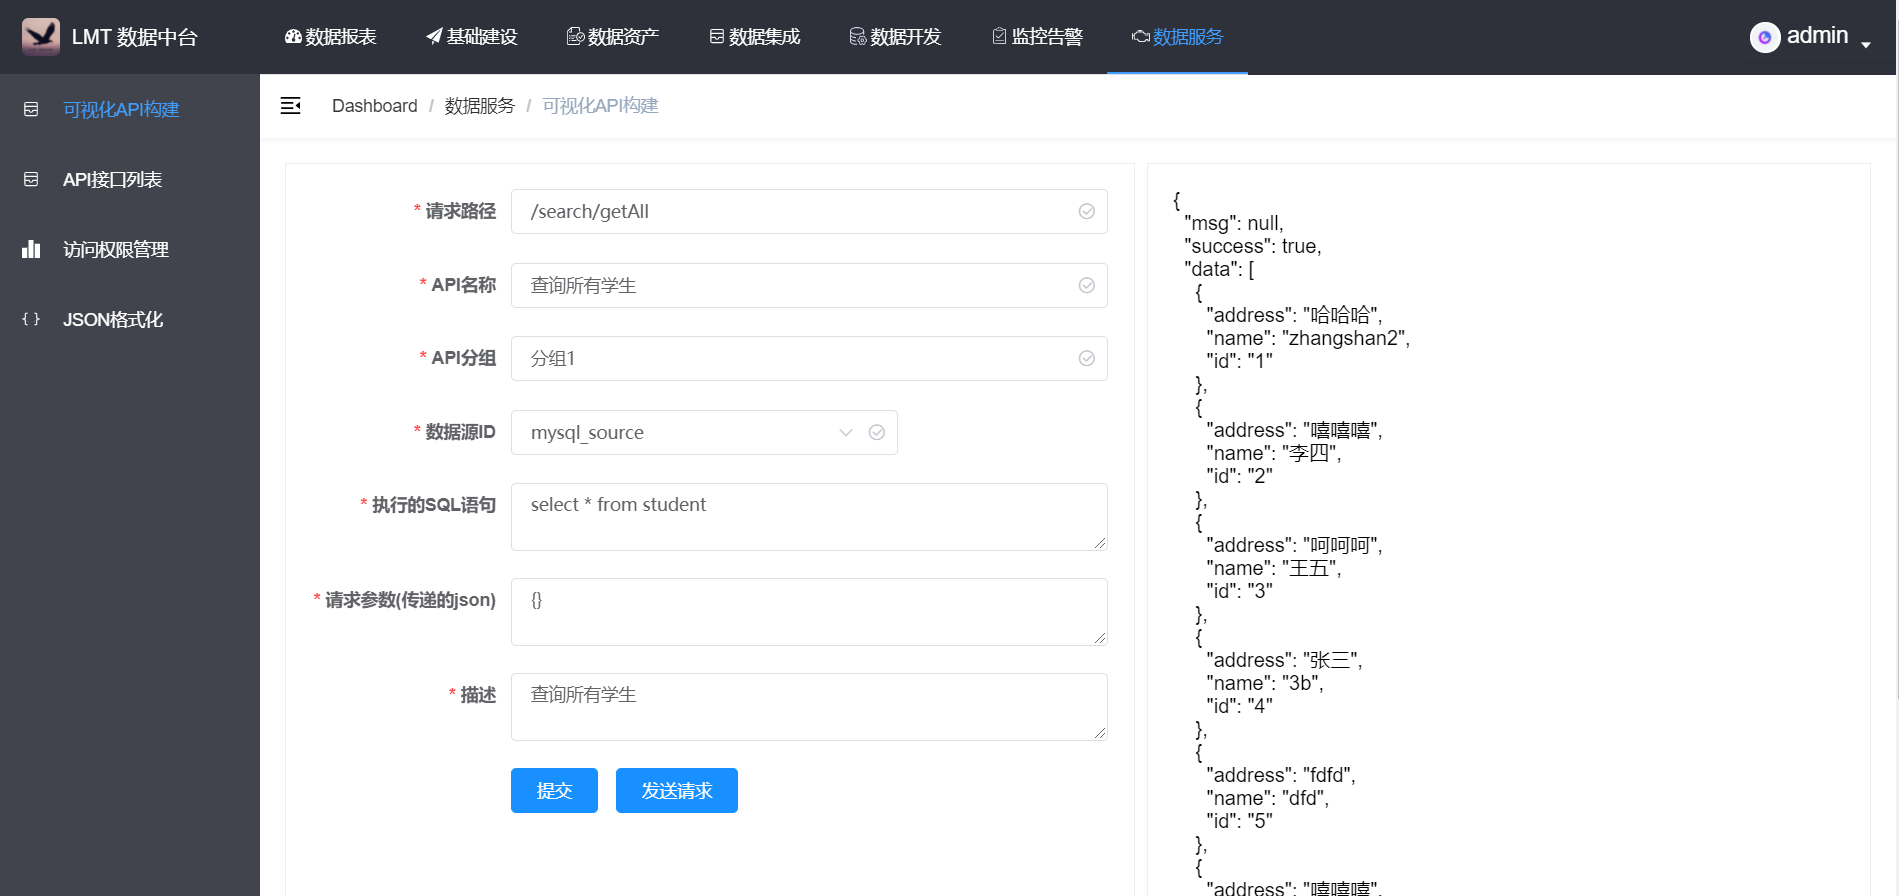 LMT 数据中台
数据报表
基础建设
数据资产
数据集成
数据开发
监控告警
数据服务
admin
可视化API构建
API接口列表
访问权限管理
JSON格式化
Dashboard / 数据服务 / 可视化API构建
* 请求路径 /search/getAll
* API名称 查询所有学生
* API分组 分组1
* 数据源ID mysql_source
* 执行的SQL语句 select * from student
* 请求参数(传递的json) {}
* 描述 查询所有学生
提交 发送请求
{
"msg": null,
"success": true,
"data": [
{
"address": "哈哈哈",
"name": "zhangshan2",
"id": "1"
},
{
"address": "嘻嘻嘻",
"name": "李四",
"id": "2"
},
{
"address": "呵呵呵",
"name": "王五",
"id": "3"
},
{
"address": "张三",
"name": "3b",
"id": "4"
},
{
"address": "fdfd",
"name": "dfd",
"id": "5"
},
{
"address": "嘻嘻嘻",